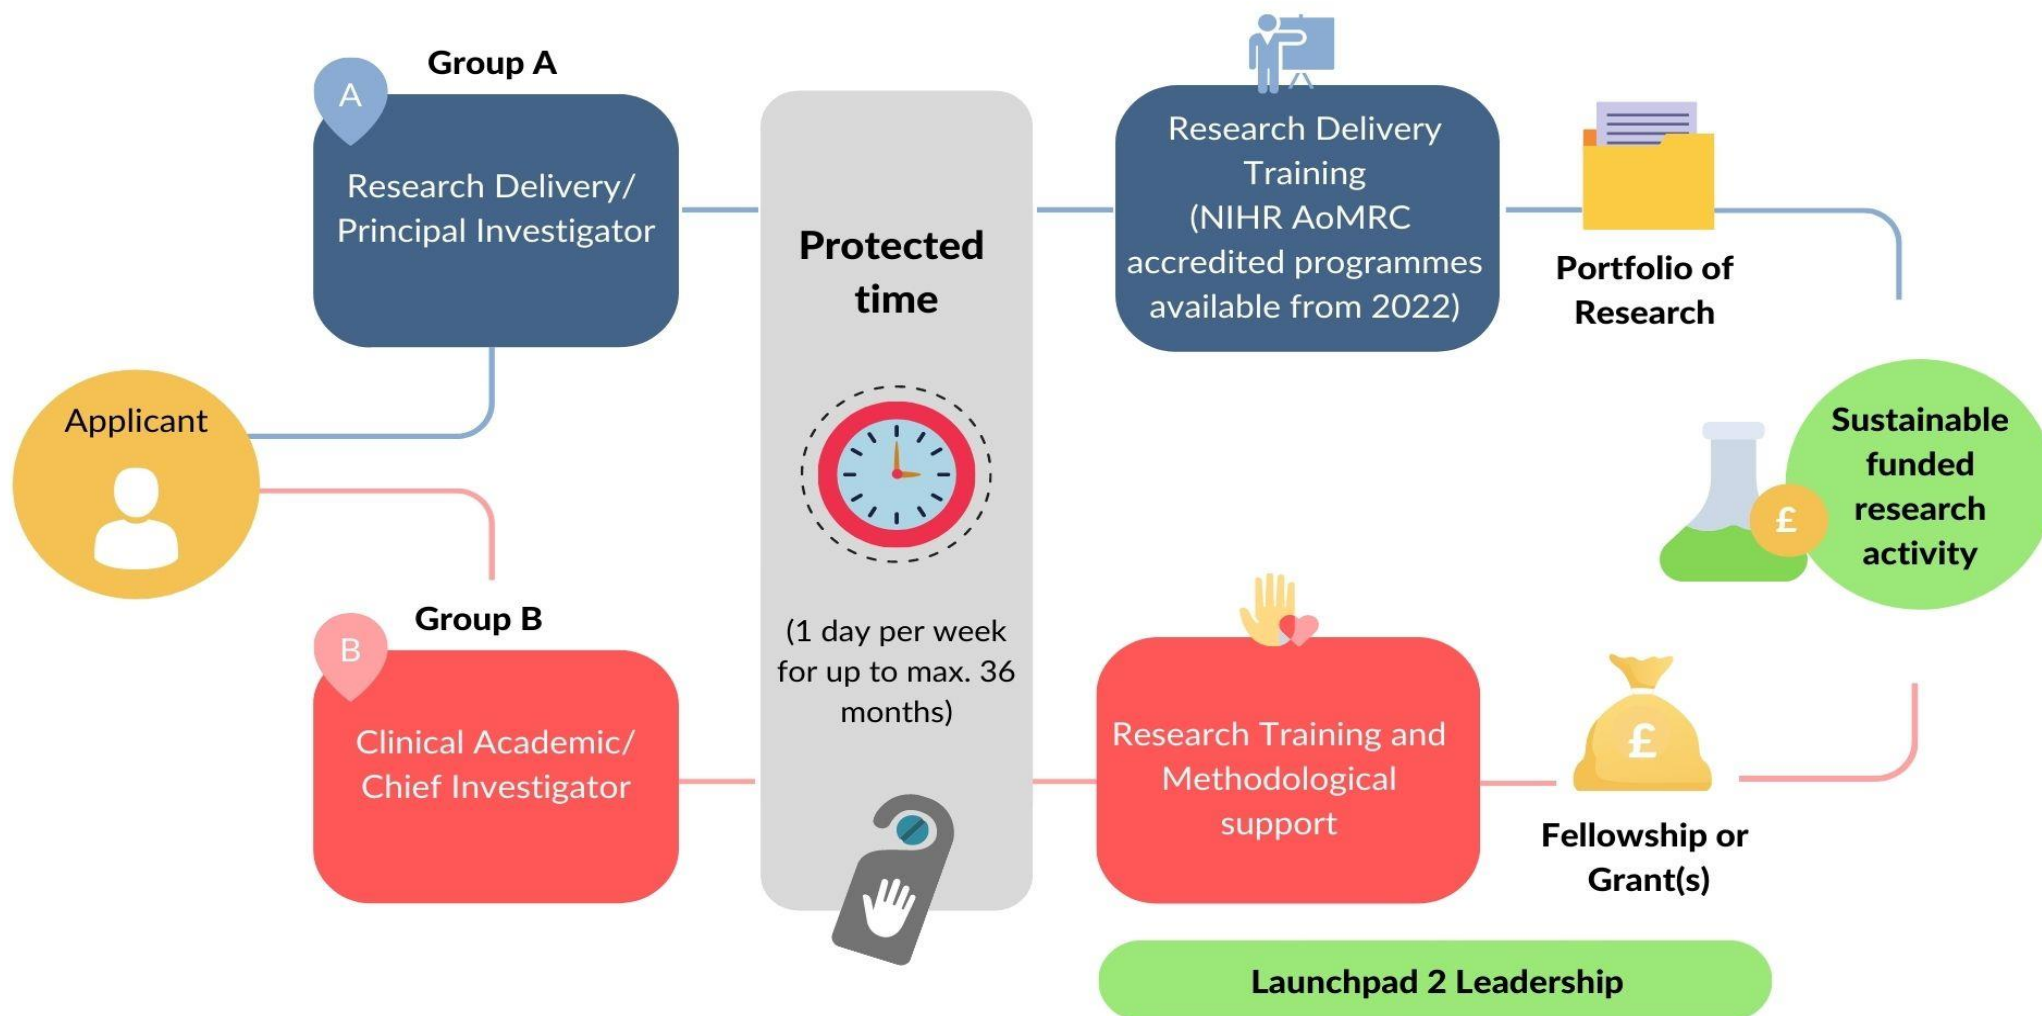 Group A
A
Research Delivery/
Principal Investigator
Applicant
Group B
B
Clinical Academic/
Chief Investigator
Protected
time
(1 day per week
for up to max. 36
months)
Research Delivery
Training
(NIHR AoMRC
accredited programmes
available from 2022)
Portfolio of
Research
Research Training and
Methodological
support
£
Fellowship or
Grant(s)
£
Sustainable
funded
research
activity
Launchpad 2 Leadership